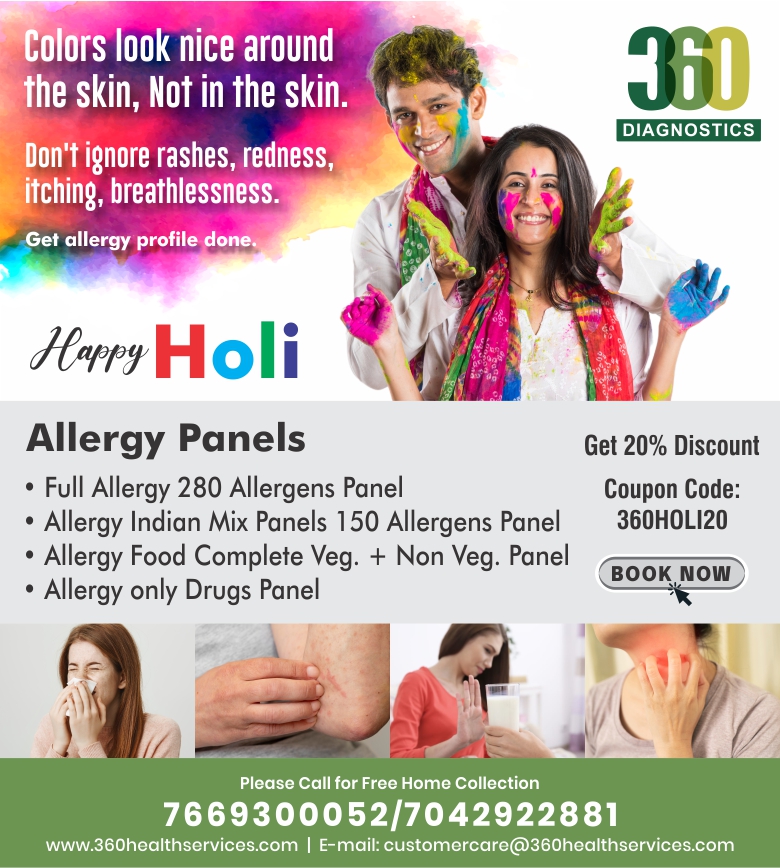 Colors look nice around
the skin, Not in the skin.
Don't ignore rashes, redness,
itching, breathlessness.
Get allergy profile done.
360
DIAGNOSTICS
Happy Holi
Allergy Panels
• Full Allergy 280 Allergens Panel
• Allergy Indian Mix Panels 150 Allergens Panel
• Allergy Food Complete Veg. + Non Veg. Panel
• Allergy only Drugs Panel
Get 20% Discount
Coupon Code:
360HOLI20
BOOK NOW
Please Call for Free Home Collection
7669300052/7042922881
www.360healthservices.com | E-mail: customercare@360healthservices.com